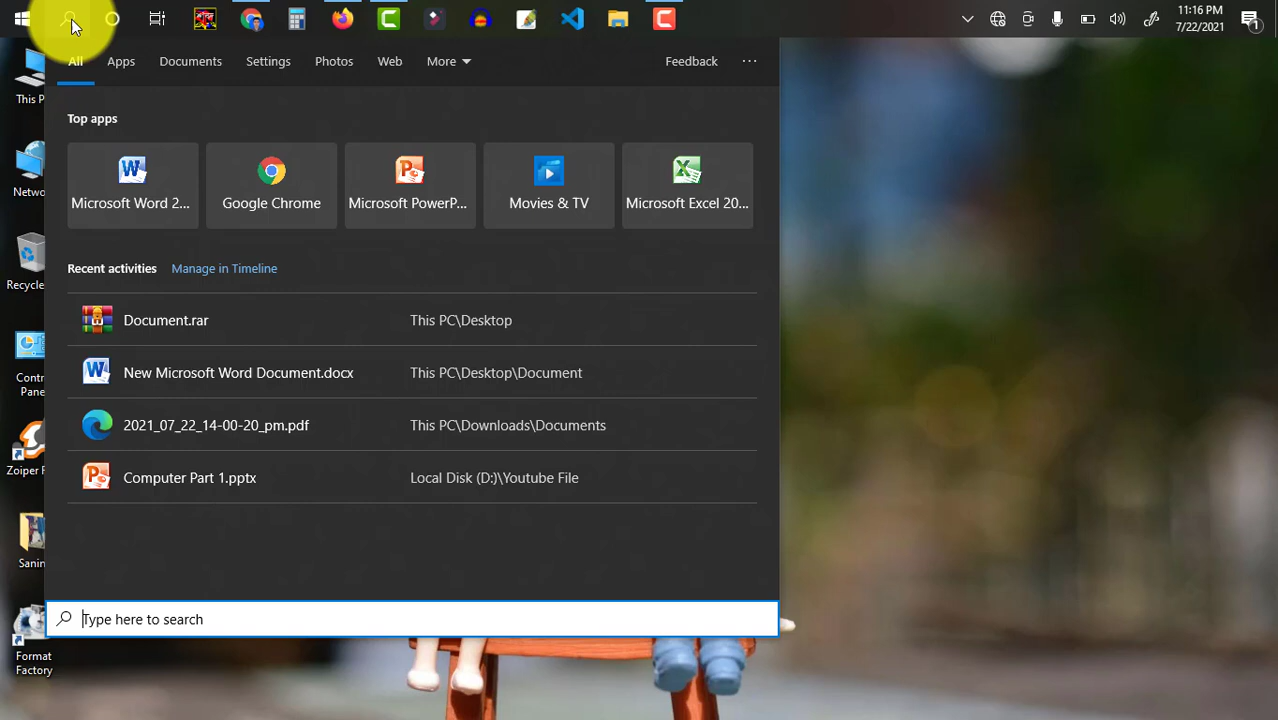 11:16 PM
7/22/2021
1
All Apps Documents Settings Photos Web More Feedback ...
Top apps
Microsoft Word 2... Google Chrome Microsoft PowerP... Movies & TV Microsoft Excel 20...
Recent activities Manage in Timeline
Document.rar This PC\Desktop
New Microsoft Word Document.docx This PC\Desktop\Document
2021_07_22_14-00-20_pm.pdf This PC\Downloads\Documents
Computer Part 1.pptx Local Disk (D:)\Youtube File
Type here to search
This P
Netwo
Recycle
Contr
Pane
Zoiper
Sanin
Format
Factory